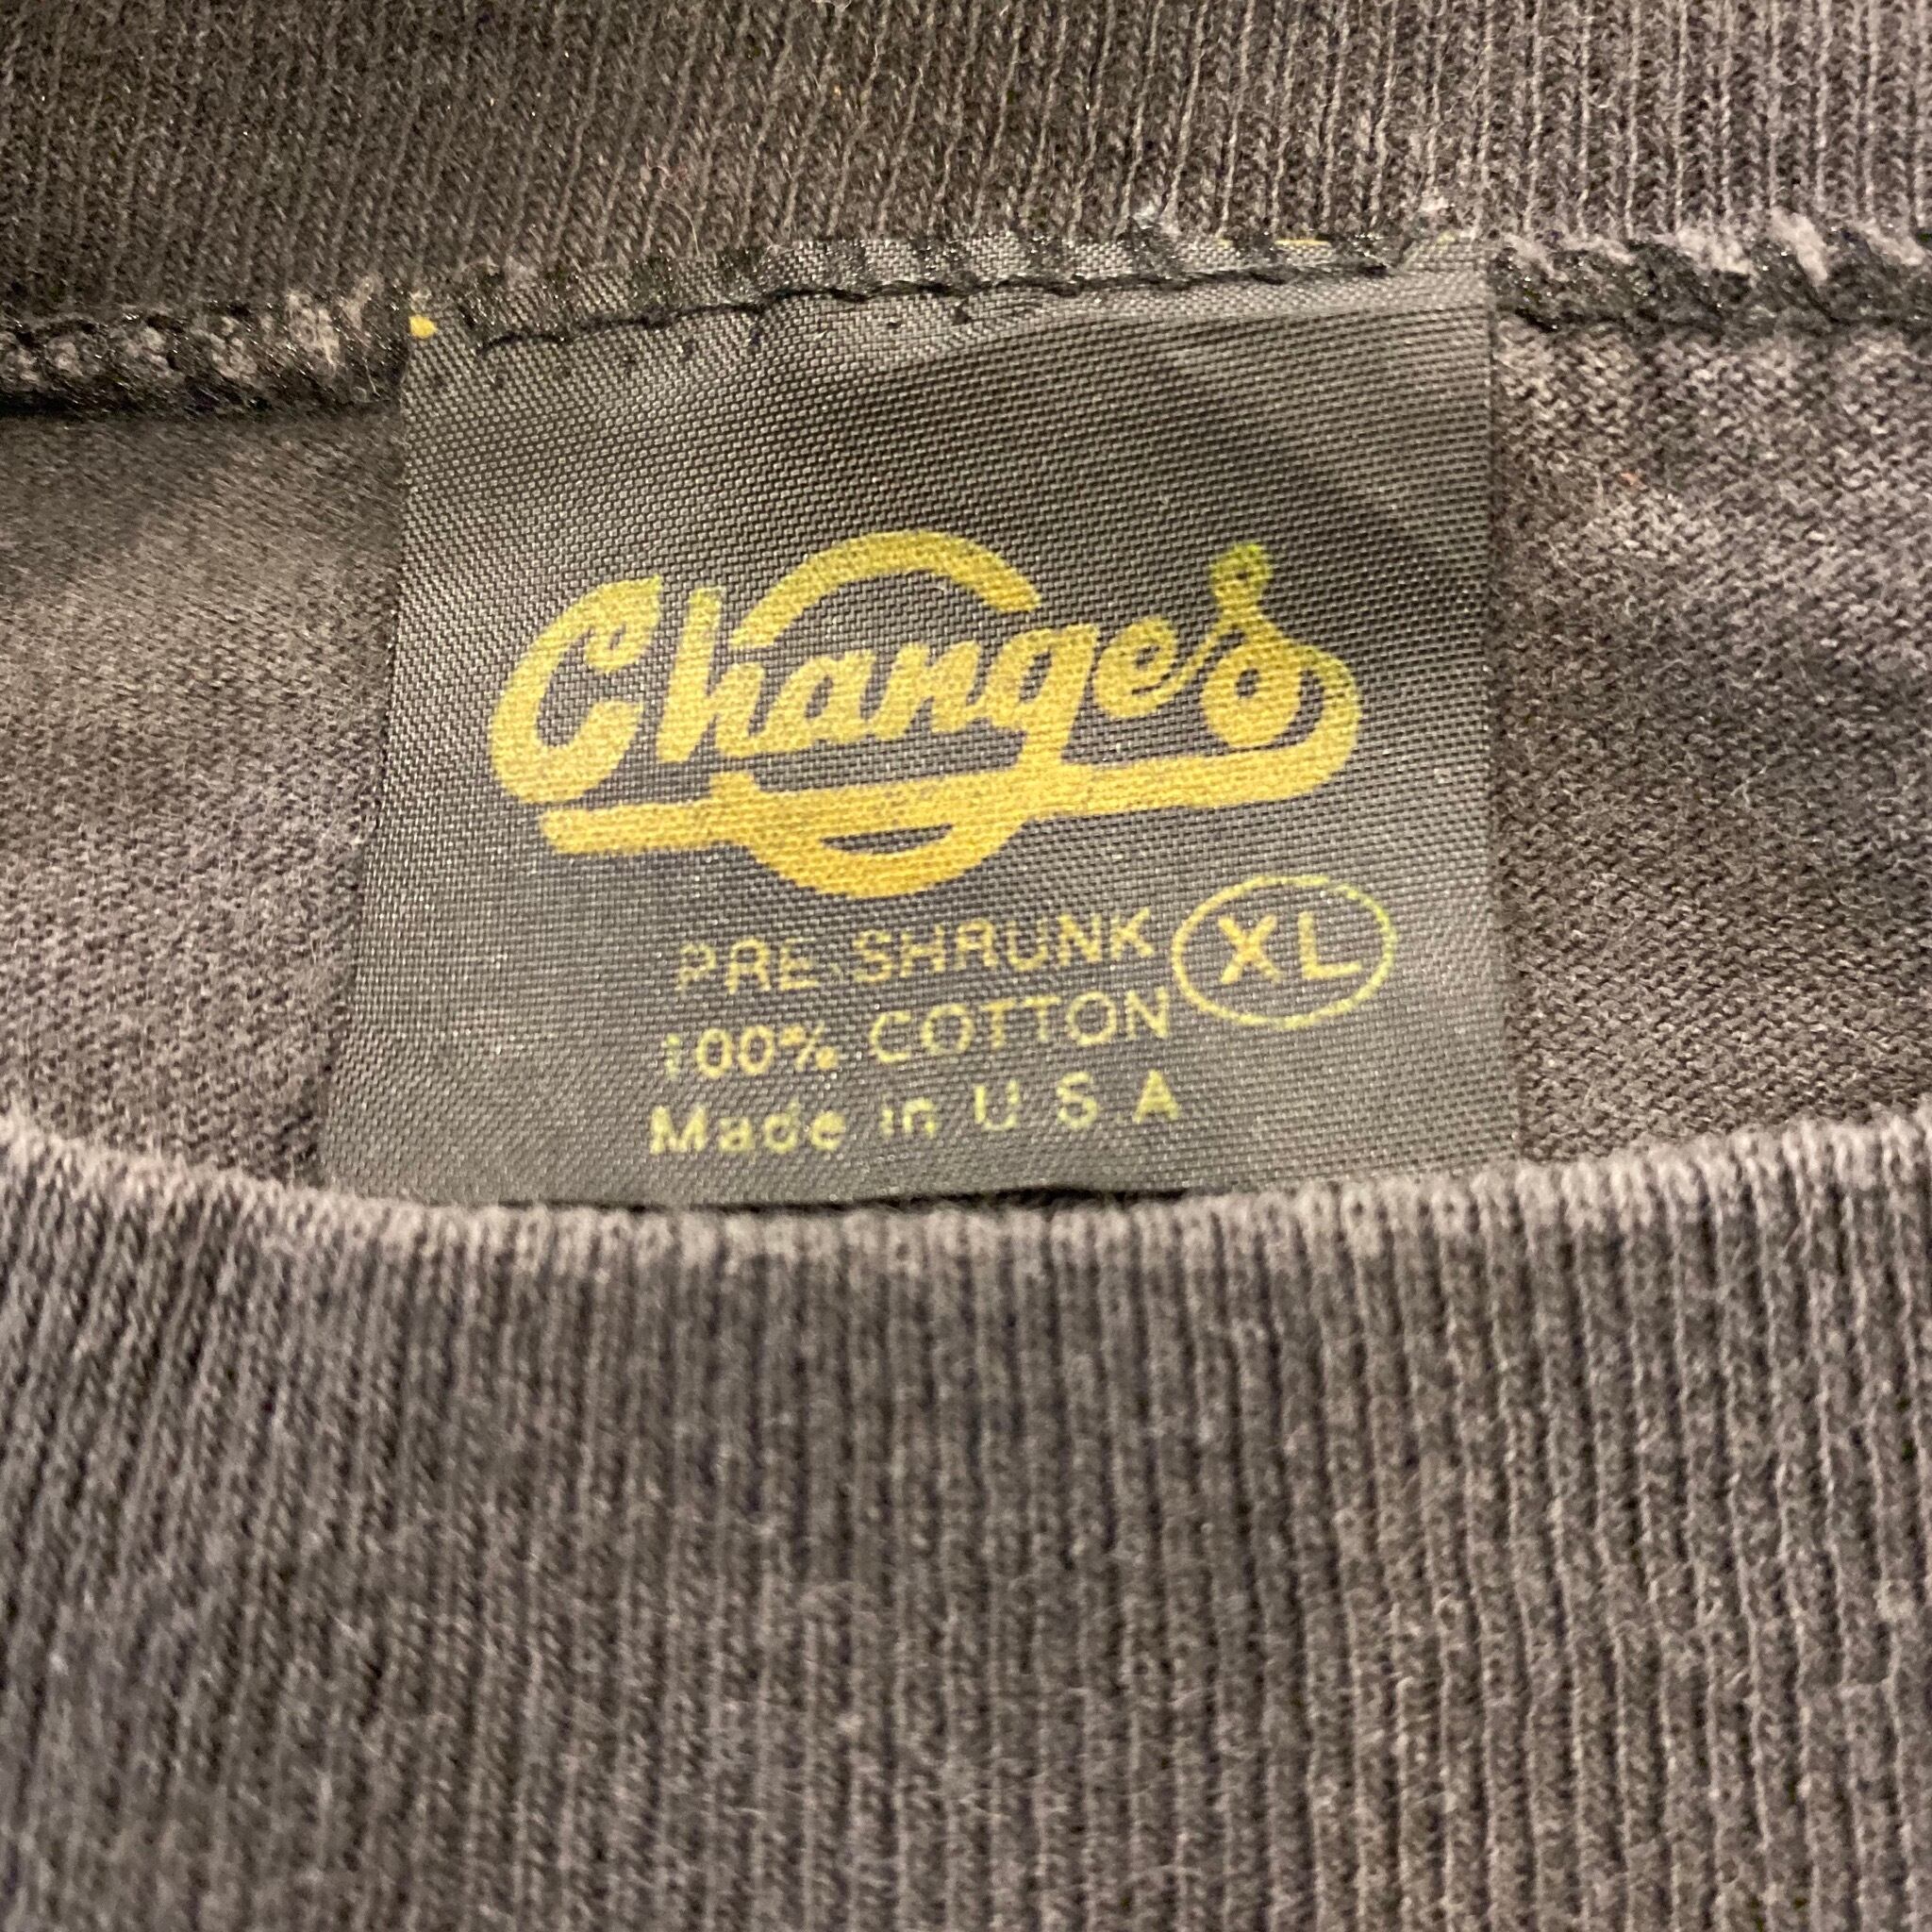 Changes
PRE SHRUNK XL
100% COTTON
Made in U.S.A